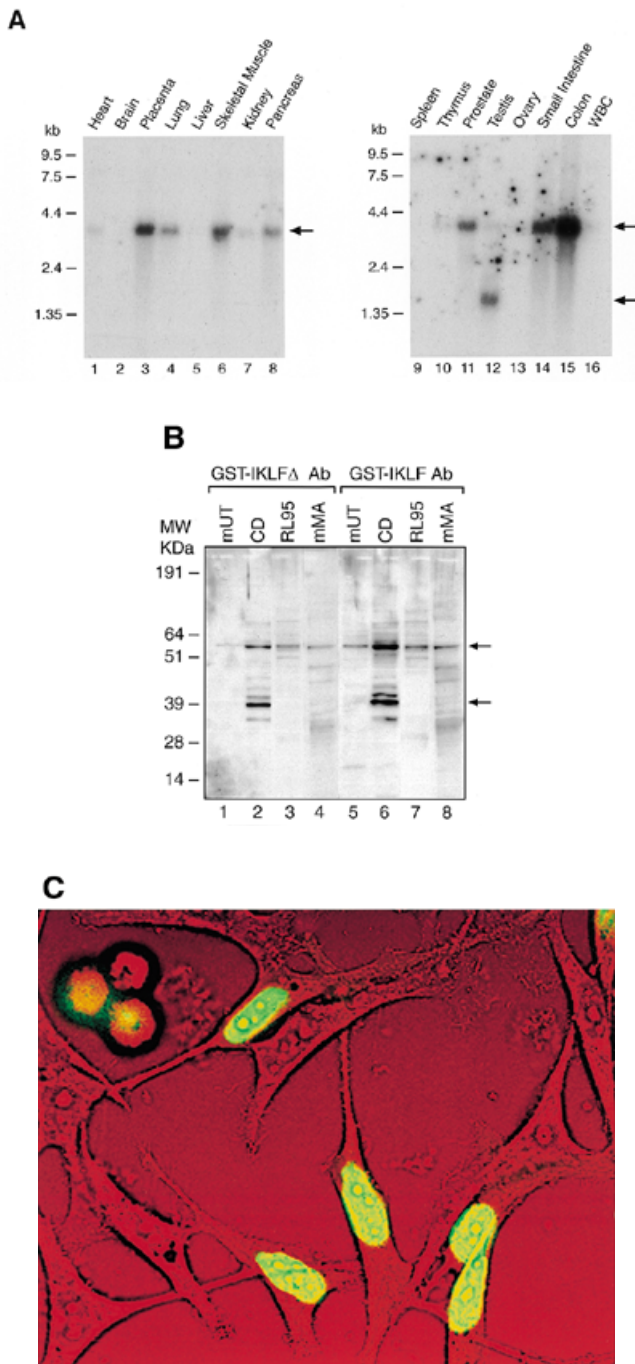 A
Heart Brain Placenta Lung Liver Skeletal Muscle Kidney Pancreas
kb
9.5
7.5
4.4
2.4
1.35
1 2 3 4 5 6 7 8
Spleen Thymus Prostate Testis Ovary Small Intestine Colon WBC
kb
9.5
7.5
4.4
2.4
1.35
9 10 11 12 13 14 15 16
B
GST-IKLFΔ Ab GST-IKLF Ab
mUT CD RL95 mMA mUT CD RL95 mMA
MW
KDa
191
64
51
39
28
14
1 2 3 4 5 6 7 8
C